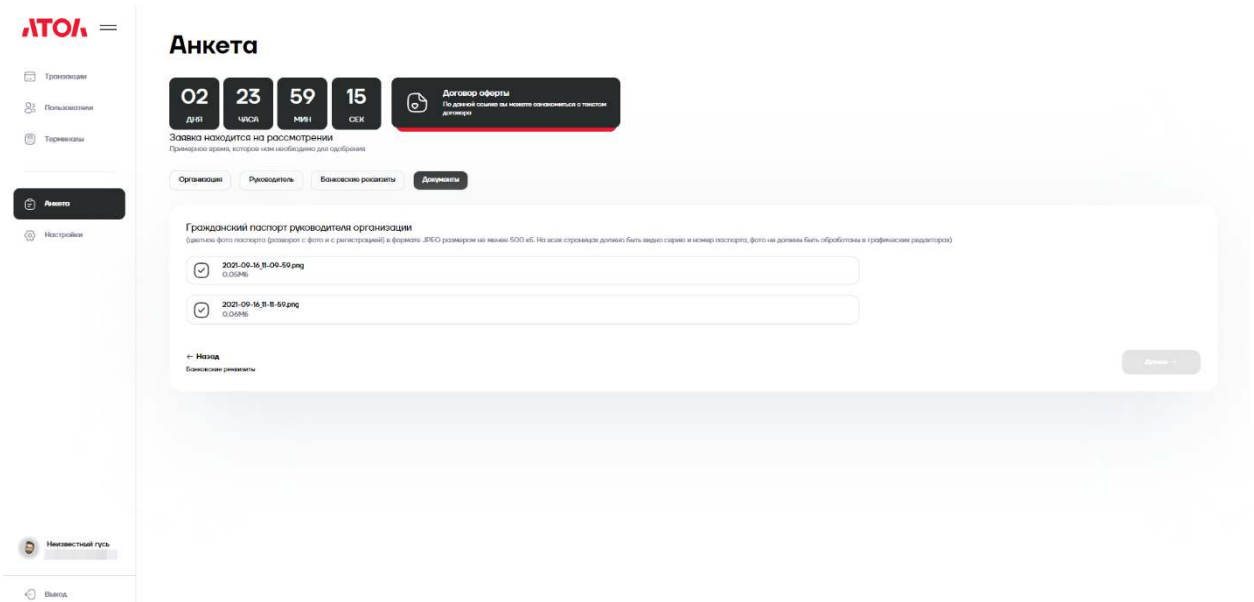 АТОЛ
Транзакции
Пользователи
Терминалы
Анкета
Настройки
Неизвестный гусь
Выход
Анкета
02 23 59 15
ДНЯ ЧАСА МИН СЕК
Договор оферты
По данной ссылке вы можете ознакомиться с текстом
договора
Заявка находится на рассмотрении
Примерное время, которое нам необходимо для одобрения
Организация Руководитель Банковские реквизиты Документы
Гражданский паспорт руководителя организации
(цветное фото паспорта (разворот с фото и с регистрацией) в формате JPEG размером не менее 500 кб. На всех страницах должно быть видно серию и номер паспорта, фото не должны быть обработаны в графических редакторах)
2021-09-16_11-09-59.png
0.05Мб
2021-09-16_11-11-59.png
0.06Мб
← Назад
Банковские реквизиты
Далее →